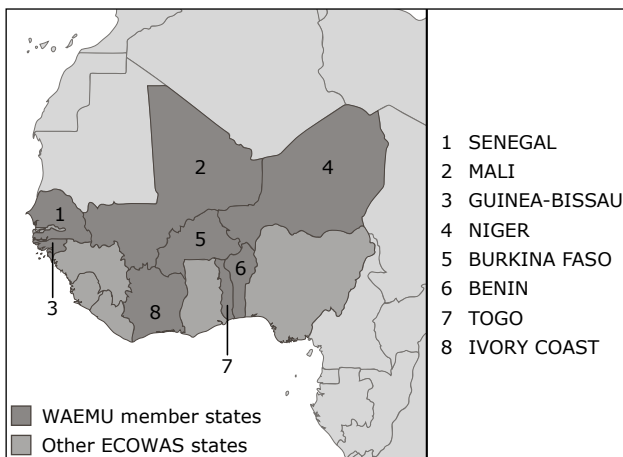 1
2
4
5
6
8
3
7
WAEMU member states
Other ECOWAS states
1 SENEGAL
2 MALI
3 GUINEA-BISSAU
4 NIGER
5 BURKINA FASO
6 BENIN
7 TOGO
8 IVORY COAST